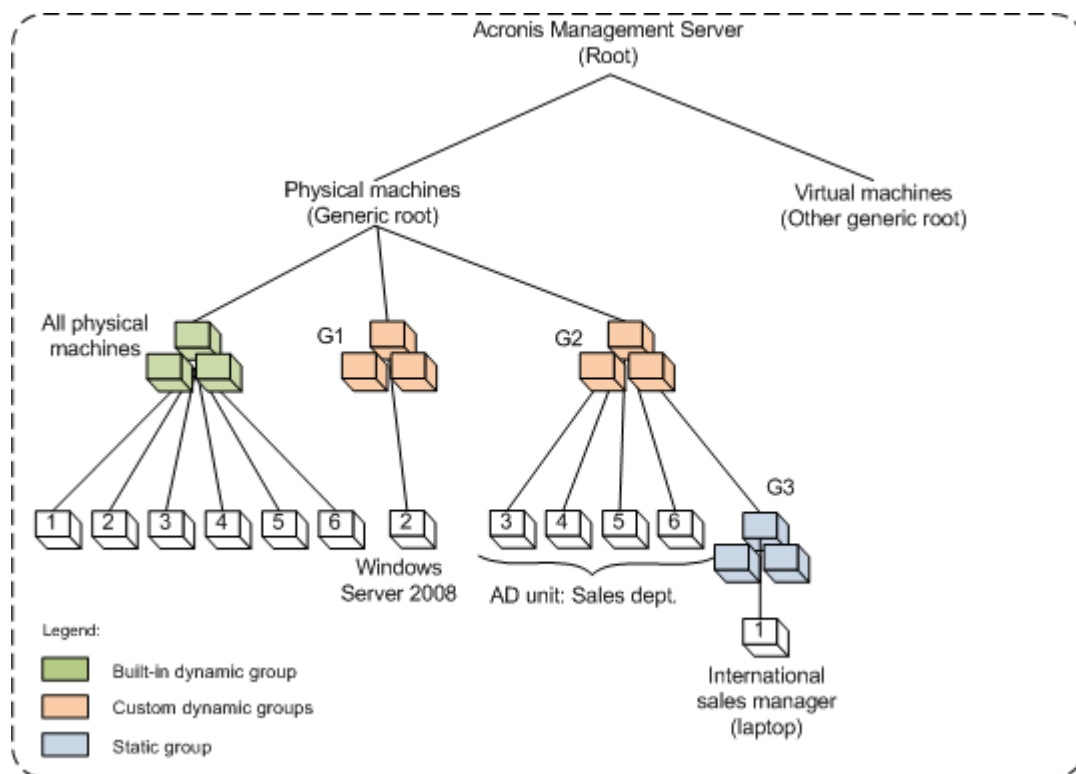 Acronis Management Server
(Root)
Physical machines
(Generic root)
Virtual machines
(Other generic root)
All physical
machines
G1
G2
1
2
3
4
5
6
2
3
4
5
6
G3
Windows
Server 2008
AD unit: Sales dept.
1
International
sales manager
(laptop)
Legend:
Built-in dynamic group
Custom dynamic groups
Static group